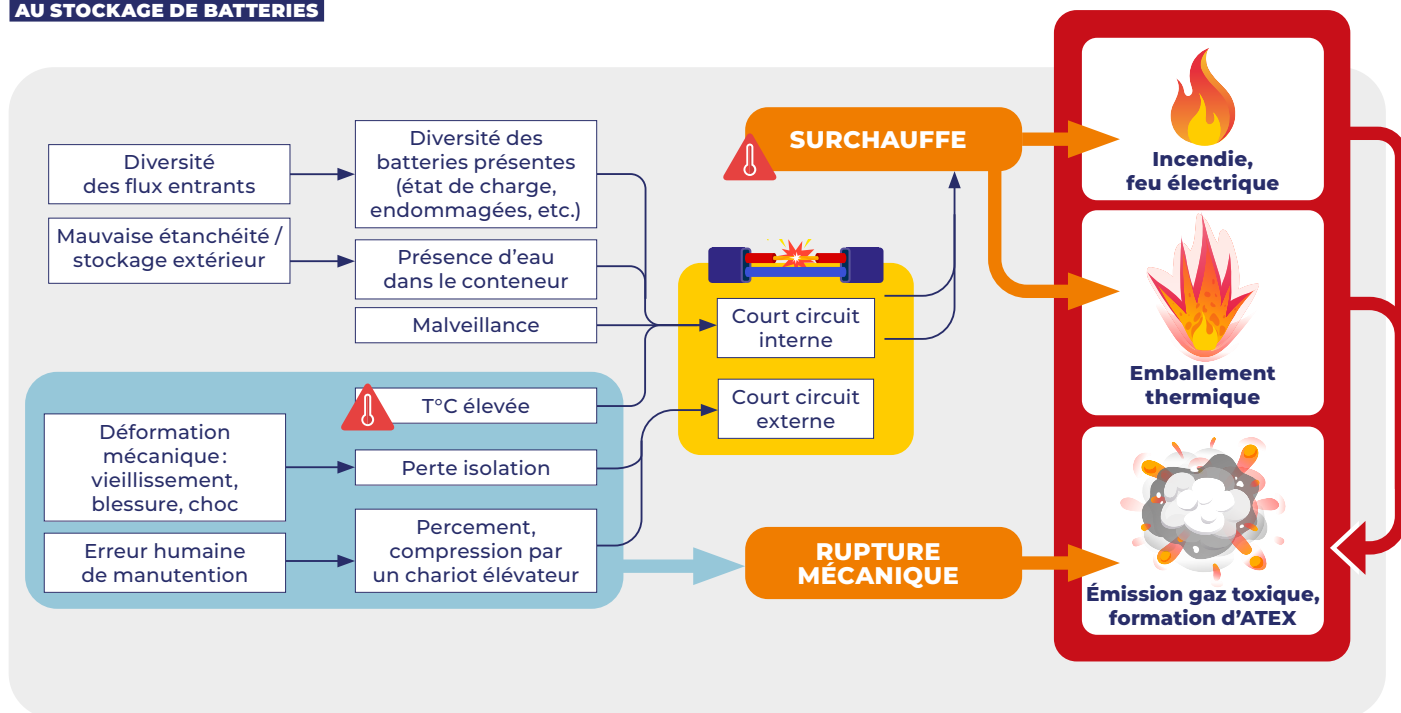 AU STOCKAGE DE BATTERIES
Diversité
des flux entrants
Diversité des
batteries présentes
(état de charge,
endommagées, etc.)
Mauvaise étanchéité /
stockage extérieur
Présence d'eau
dans le conteneur
Malveillance
T°C élevée
Déformation
mécanique :
vieillissement,
blessure, choc
Perte isolation
Erreur humaine
de manutention
Percement,
compression par
un chariot élévateur
Court circuit
interne
Court circuit
externe
SURCHAUFFE
RUPTURE
MÉCANIQUE
Incendie,
feu électrique
Emballement
thermique
Émission gaz toxique,
formation d'ATEX